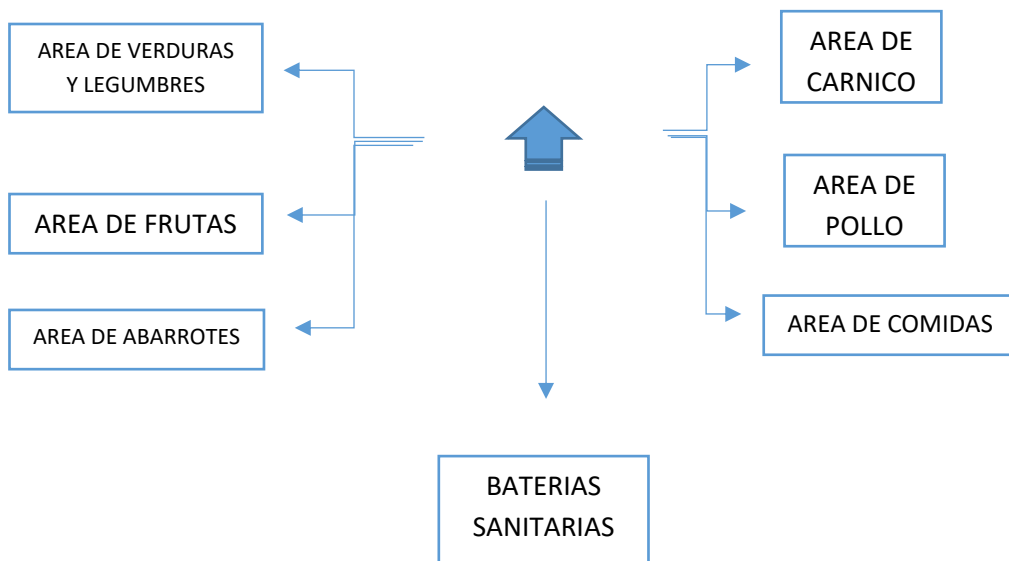 AREA DE VERDURAS
Y LEGUMBRES
AREA DE FRUTAS
AREA DE ABARROTES
AREA DE
CARNICO
AREA DE
POLLO
AREA DE COMIDAS
BATERIAS
SANITARIAS